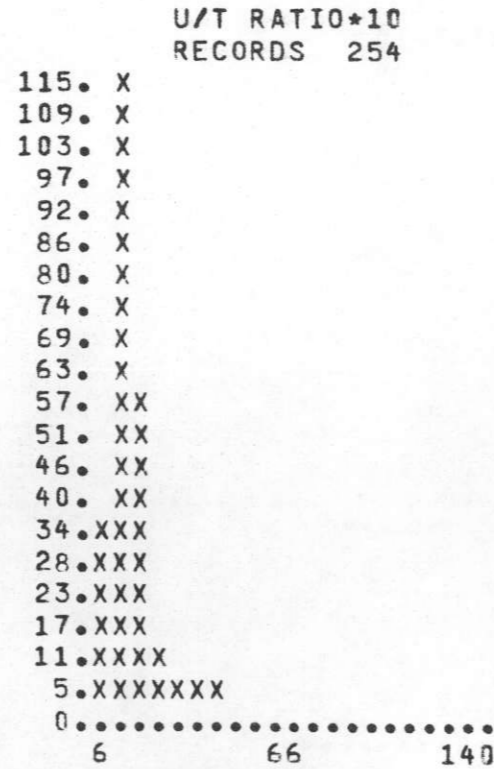 U/T RATIO*10
RECORDS  254
115. X
109. X
103. X
97. X
92. X
86. X
80. X
74. X
69. X
63. X
57. XX
51. XX
46. XX
40. XX
34.XXX
28.XXX
23.XXX
17.XXX
11.XXXX
5.XXXXXXX
0.......................
6 66 140